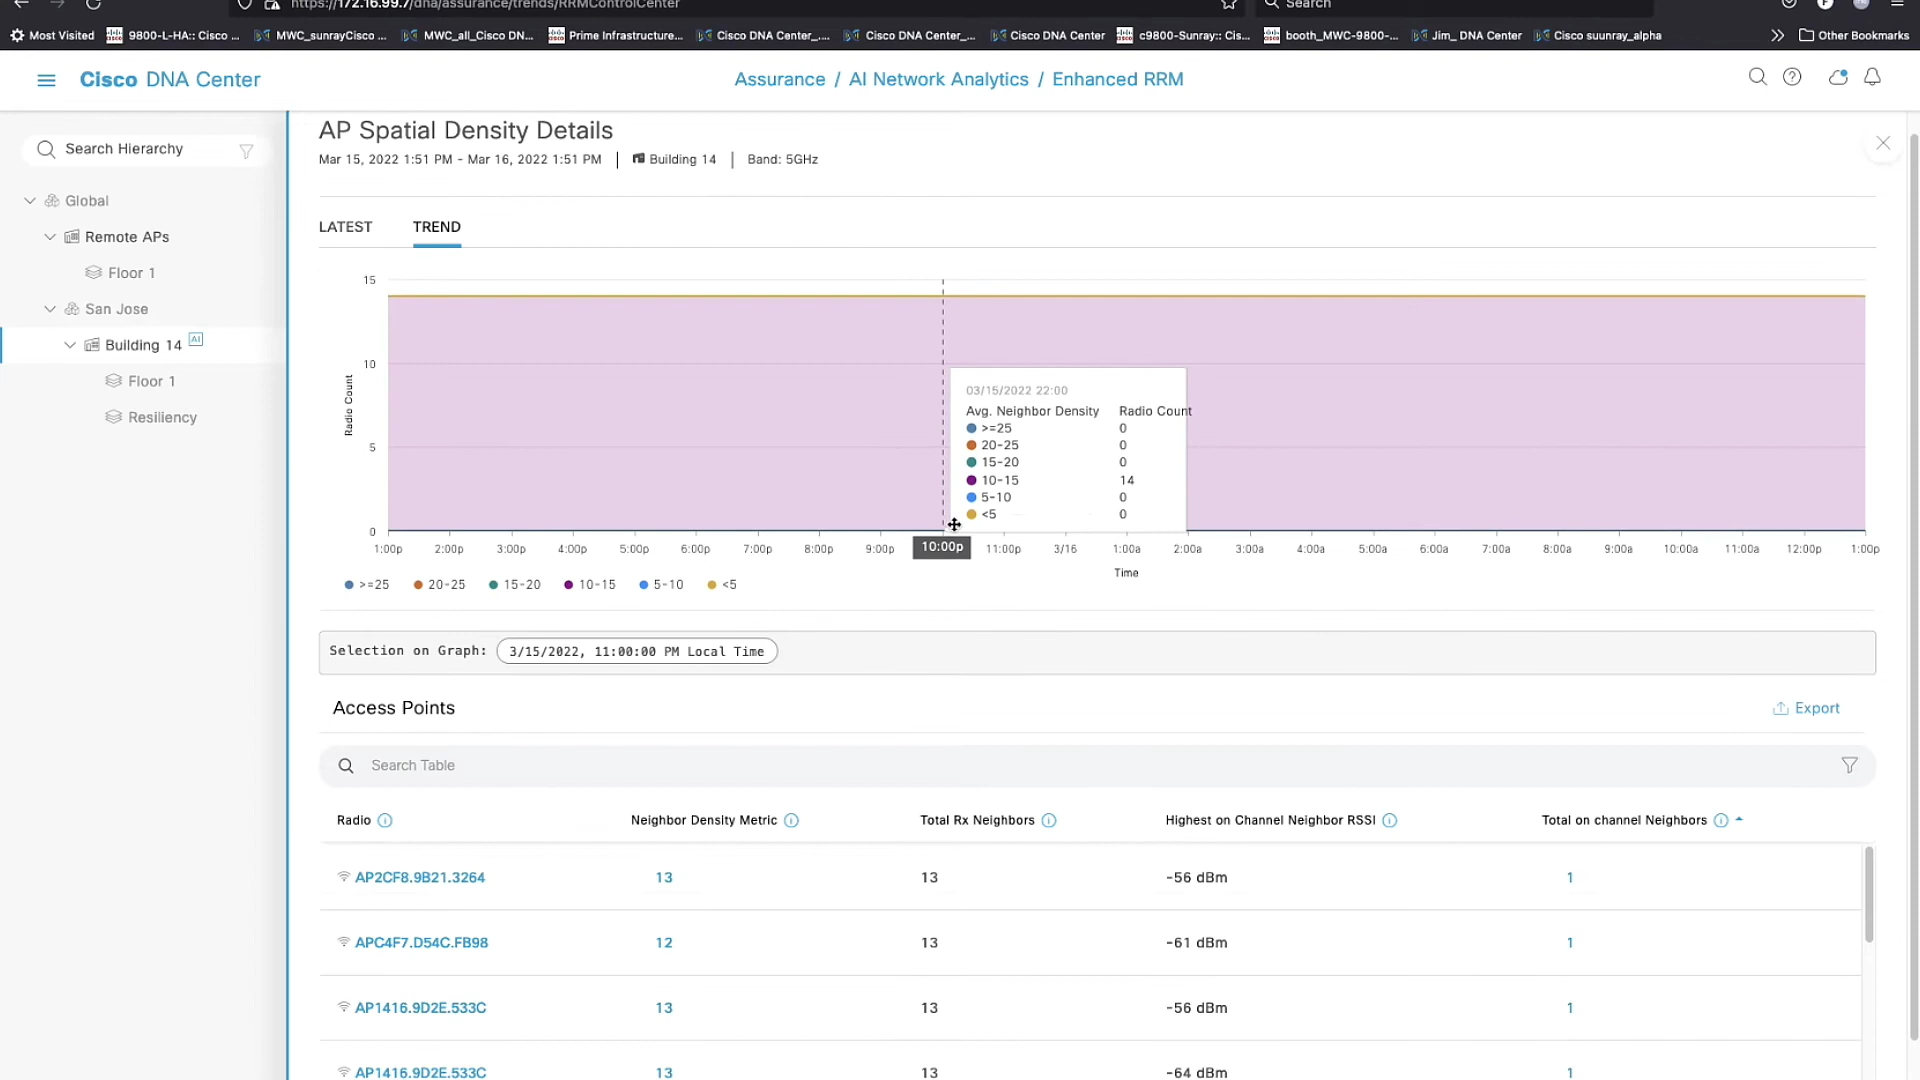 https://172.16.99.7/dna/assurance/trends/RRMControlCenter
Search
Most Visited
9800-L-HA:: Cisco ...
MWC_sunrayCisco ...
MWC_all_Cisco DN...
Prime Infrastructure...
Cisco DNA Center_....
Cisco DNA Center_...
Cisco DNA Center
c9800-Sunray:: Cis...
booth_MWC-9800-...
Jim_ DNA Center
Cisco suunray_alpha
Other Bookmarks
Cisco DNA Center
Assurance / AI Network Analytics / Enhanced RRM
Search Hierarchy
Global
Remote APs
Floor 1
San Jose
Building 14 AI
Floor 1
Resiliency
AP Spatial Density Details
Mar 15, 2022 1:51 PM - Mar 16, 2022 1:51 PM | Building 14 | Band: 5GHz
LATEST TREND
15
10
5
0
Radio Count
03/15/2022 22:00
Avg. Neighbor Density Radio Count
>=25 0
20-25 0
15-20 0
10-15 14
5-10 0
<5 0
1:00p 2:00p 3:00p 4:00p 5:00p 6:00p 7:00p 8:00p 9:00p 10:00p 11:00p 3/16 1:00a 2:00a 3:00a 4:00a 5:00a 6:00a 7:00a 8:00a 9:00a 10:00a 11:00a 12:00p 1:00p
Time
>=25 20-25 15-20 10-15 5-10 <5
Selection on Graph: 3/15/2022, 11:00:00 PM Local Time
Access Points
Export
Search Table
Radio Neighbor Density Metric Total Rx Neighbors Highest on Channel Neighbor RSSI Total on channel Neighbors
AP2CF8.9B21.3264 13 13 -56 dBm 1
APC4F7.D54C.FB98 12 13 -61 dBm 1
AP1416.9D2E.533C 13 13 -56 dBm 1
AP1416.9D2E.533C 13 13 -64 dBm 1